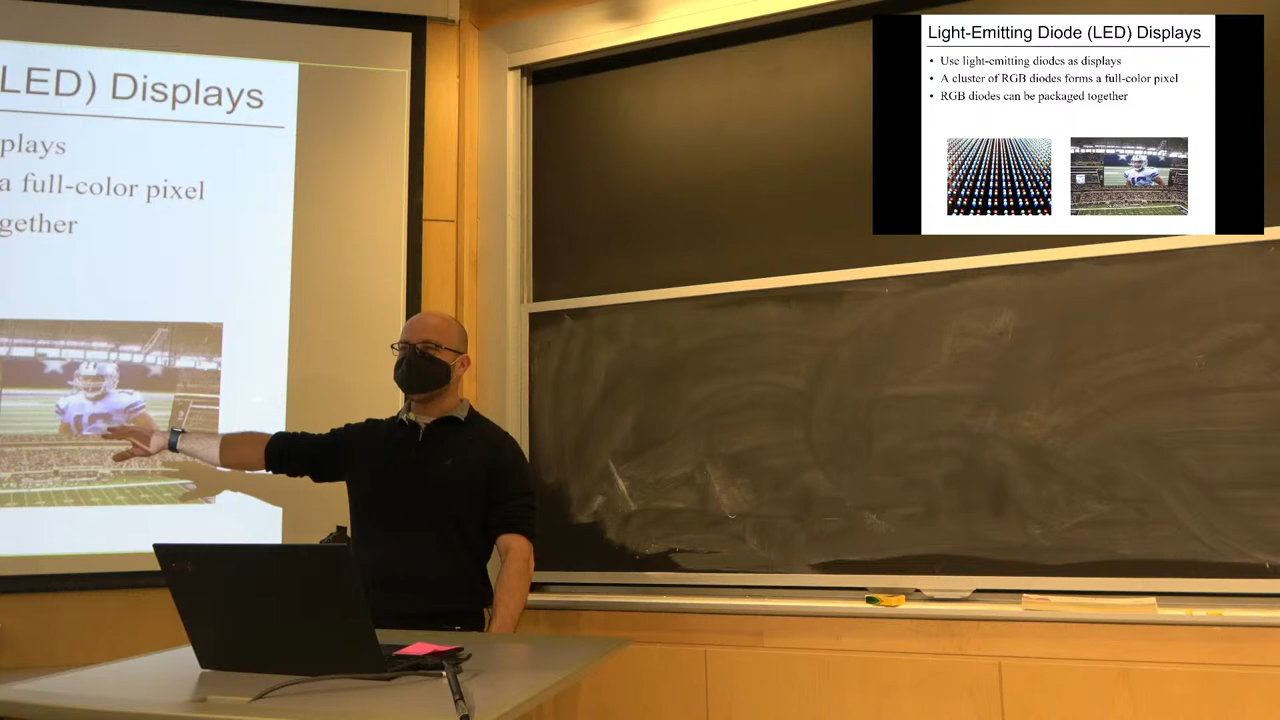 LED) Displays
plays
a full-color pixel
gether
Light-Emitting Diode (LED) Displays
• Use light-emitting diodes as displays
• A cluster of RGB diodes forms a full-color pixel
• RGB diodes can be packaged together